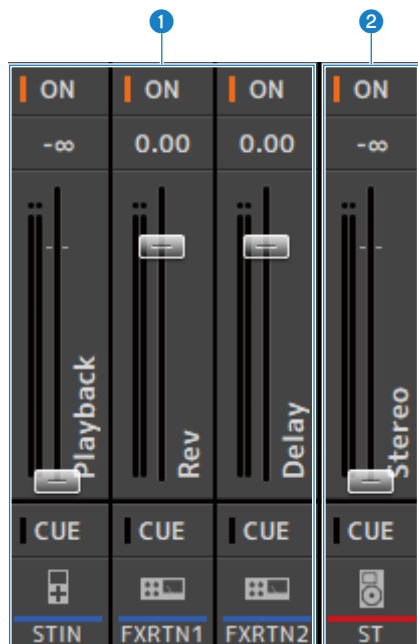 1 2
ON ON ON ON
-∞ 0.00 0.00 -∞
Playback Rev Delay Stereo
CUE CUE CUE CUE
STIN FXRTN1 FXRTN2 ST